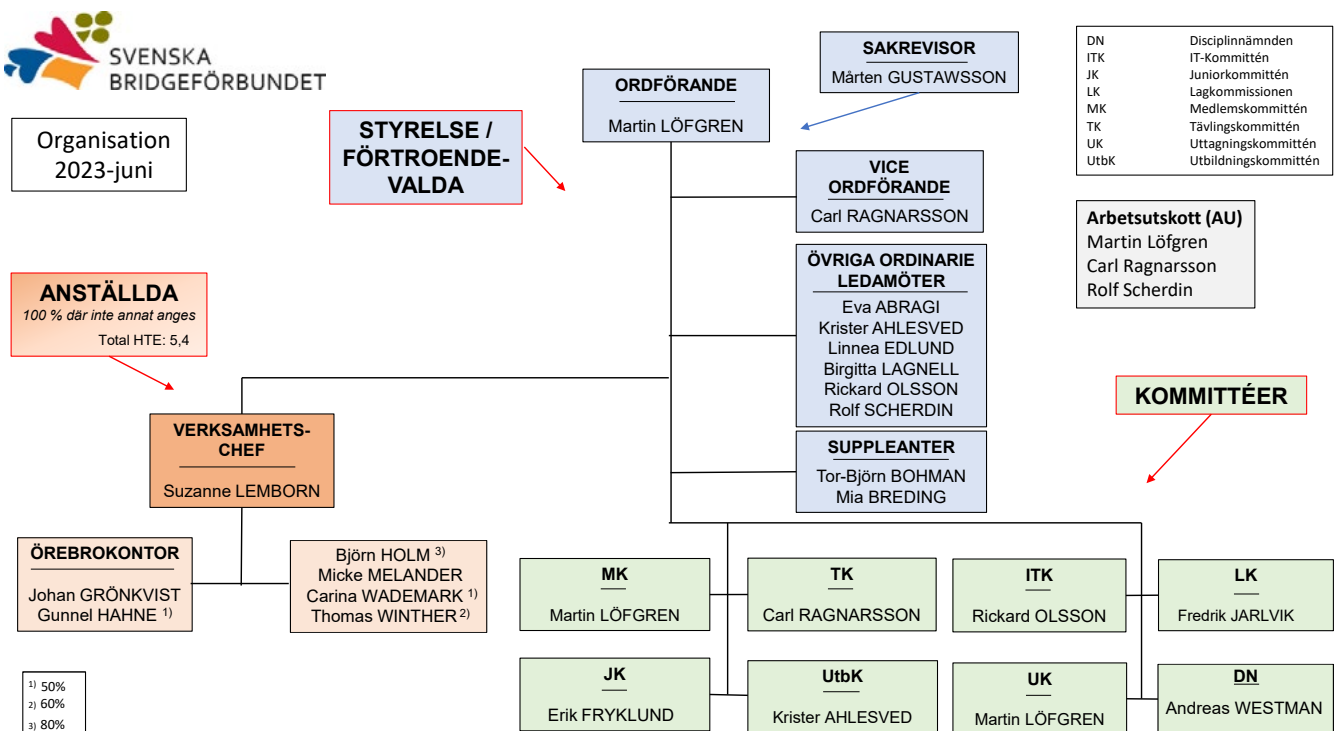 SVENSKA
BRIDGEFÖRBUNDET
Organisation
2023-juni
STYRELSE /
FÖRTROENDE-
VALDA
ORDFÖRANDE
Martin LÖFGREN
SAKREVISOR
Mårten GUSTAWSSON
DN Disciplinnämnden
ITK IT-Kommittén
JK Juniorkommittén
LK Lagkommissionen
MK Medlemskommittén
TK Tävlingskommittén
UK Uttagningskommittén
UtbK Utbildningskommittén
VICE
ORDFÖRANDE
Carl RAGNARSSON
Arbetsutskott (AU)
Martin Löfgren
Carl Ragnarsson
Rolf Scherdin
ÖVRIGA ORDINARIE
LEDAMÖTER
Eva ABRAGI
Krister AHLESVED
Linnea EDLUND
Birgitta LAGNELL
Rickard OLSSON
Rolf SCHERDIN
ANSTÄLLDA
100 % där inte annat anges
Total HTE: 5,4
KOMMITTÉER
SUPPLEANTER
Tor-Björn BOHMAN
Mia BREDING
VERKSAMHETS-
CHEF
Suzanne LEMBORN
ÖREBROKONTOR
Johan GRÖNKVIST
Gunnel HAHNE 1)
Björn HOLM 3)
Micke MELANDER
Carina WADEMARK 1)
Thomas WINTHER 2)
MK
Martin LÖFGREN
TK
Carl RAGNARSSON
ITK
Rickard OLSSON
LK
Fredrik JARLVIK
JK
Erik FRYKLUND
UtbK
Krister AHLESVED
UK
Martin LÖFGREN
DN
Andreas WESTMAN
1) 50%
2) 60%
3) 80%